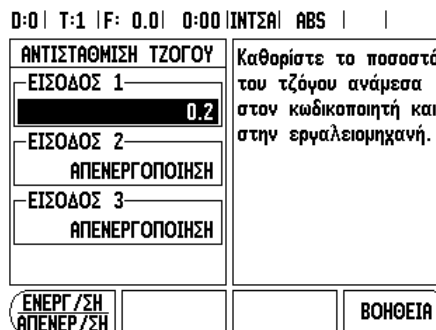 D:0| T:1 |F: 0.0| 0:00 |ΙΝΤΣΑ| ABS | |
ΑΝΤΙΣΤΑΘΜΙΣΗ ΤΖΟΓΟΥ
ΕΙΣΟΔΟΣ 1
0.2
ΕΙΣΟΔΟΣ 2
ΑΠΕΝΕΡΓΟΠΟΙΗΣΗ
ΕΙΣΟΔΟΣ 3
ΑΠΕΝΕΡΓΟΠΟΙΗΣΗ
Καθορίστε το ποσοστό
του τζόγου ανάμεσα
στον κωδικοποιητή και
στην εργαλειομηχανή.
ΕΝΕΡΓ/ΣΗ
ΑΠΕΝΕΡ/ΣΗ
ΒΟΗΘΕΙΑ